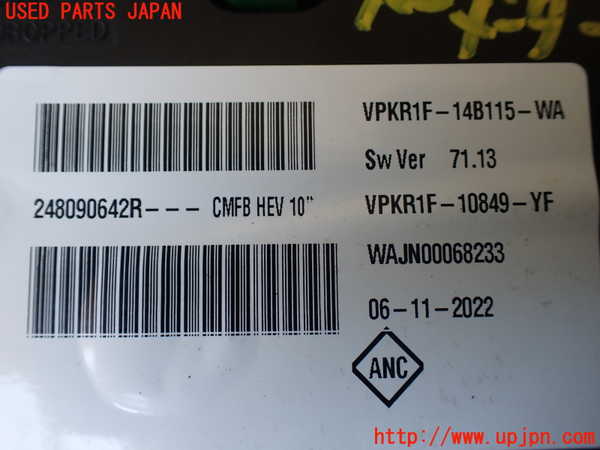 USED PARTS JAPAN
VPKR1F-14B115-WA
Sw Ver 71.13
248090642R--- CMFB HEV 10"
VPKR1F-10849-YF
WAJN00068233
06-11-2022
ANC
http://www.upjpn.com